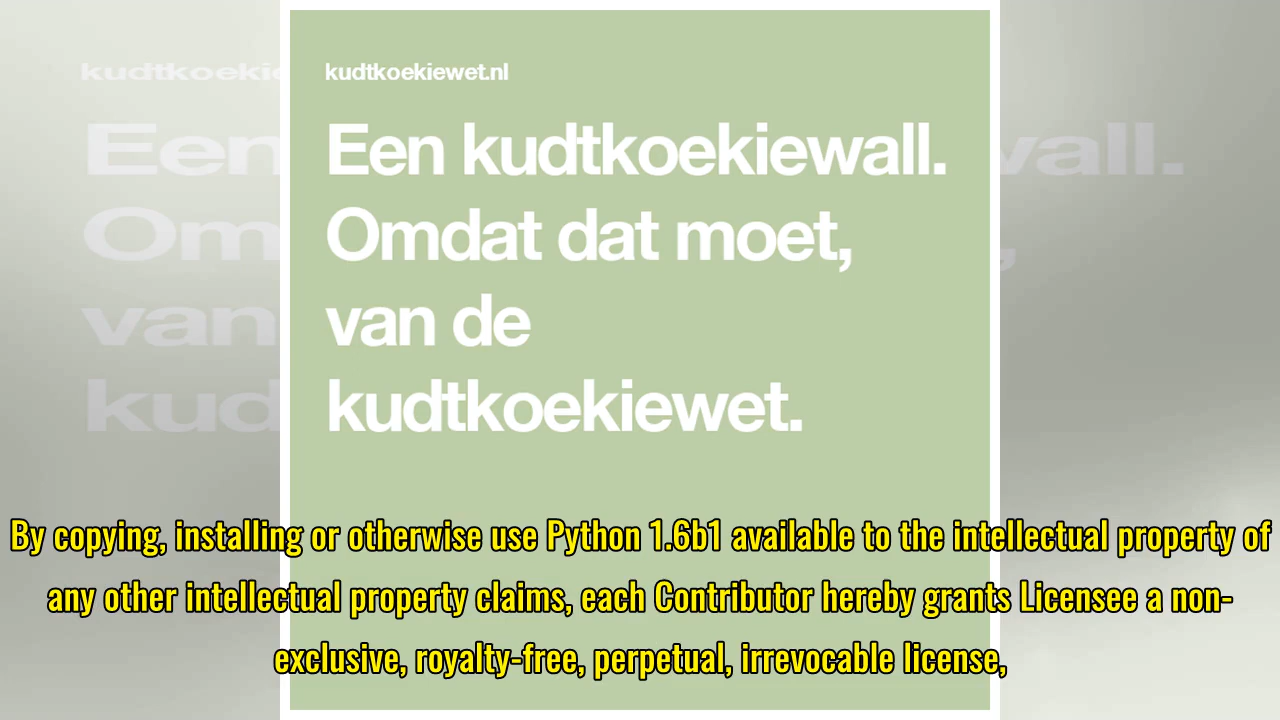 kudtkoekiewet.nl
Een kudtkoekiewall.
Omdat dat moet,
van de
kudtkoekiewet.
By copying, installing or otherwise use Python 1.6b1 available to the intellectual property of
any other intellectual property claims, each Contributor hereby grants Licensee a non-
exclusive, royalty-free, perpetual, irrevocable license,